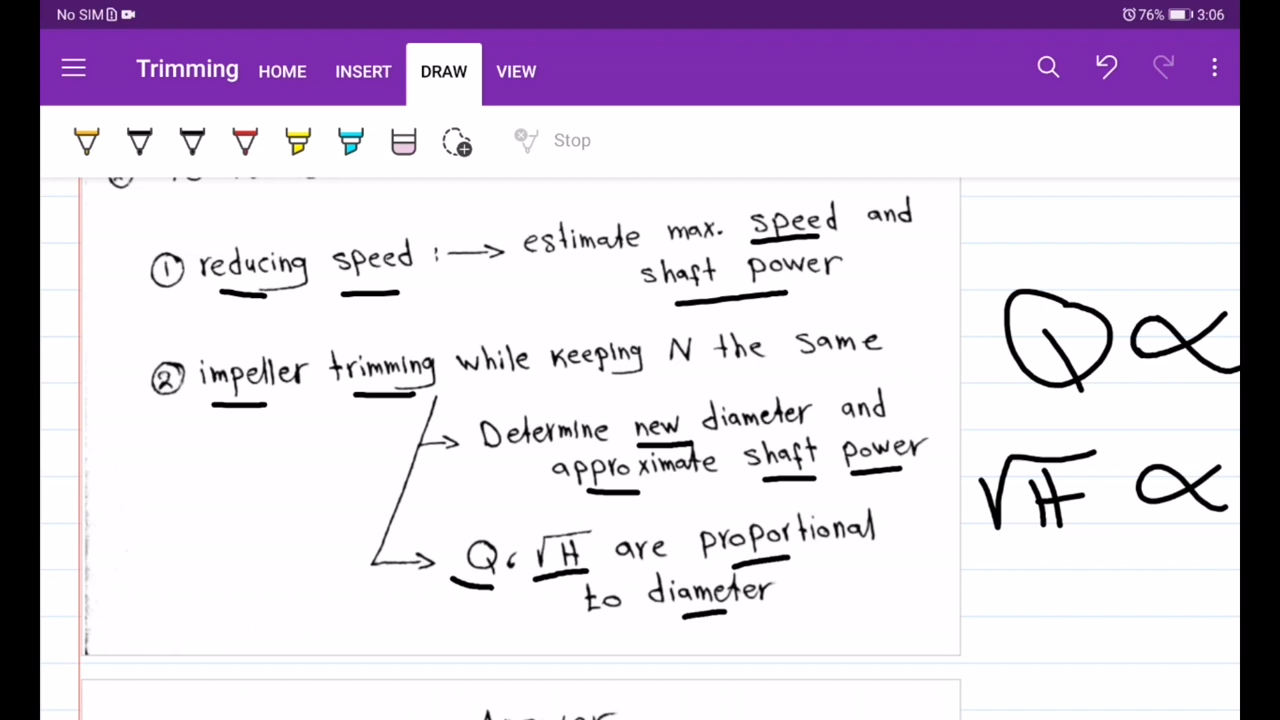 No SIM 76% 3:06
Trimming HOME INSERT DRAW VIEW
Stop
① reducing speed : → estimate max. speed and
shaft power
② impeller trimming while keeping N the same
→ Determine new diameter and
approximate shaft power
→ Q، √H are proportional
to diameter
Q ∝
√H ∝